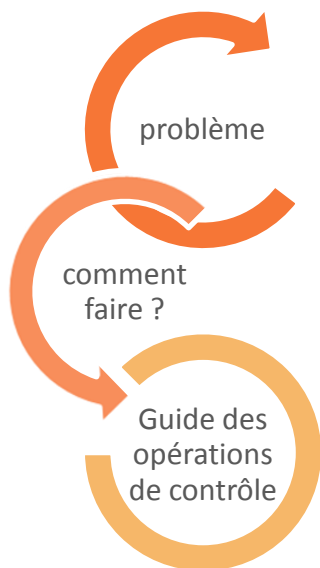 problème
comment
faire ?
Guide des
opérations
de contrôle